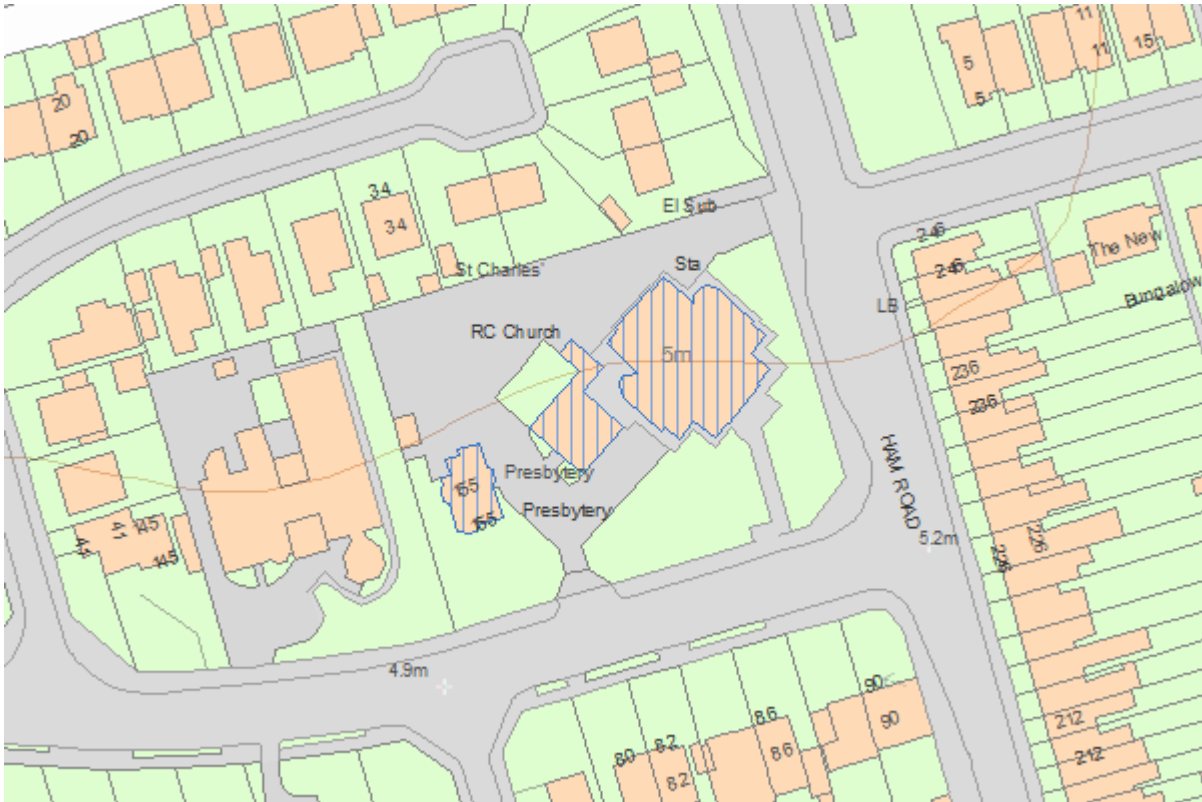 11
11
15
5
5
20
20
34
34
El Sub
Sta
246
246
The New
Bungalow
St Charles'
RC Church
LB
5m
236
236
HAM ROAD
5.2m
226
226
Presbytery
155
155
Presbytery
41
41
145
145
4.9m
90
90
86
86
82
82
80
212
212